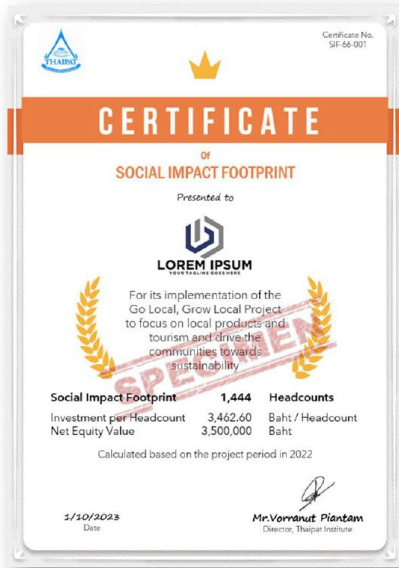 Certificate No.
SIF-66-001
THAIPAT
CERTIFICATE
Of
SOCIAL IMPACT FOOTPRINT
Presented to
LOREM IPSUM
YOUR TAGLINE GOES HERE
For its implementation of the
Go Local, Grow Local Project
to focus on local products and
tourism and drive the
communities towards
sustainability
SPECIMEN
Social Impact Footprint 1,444 Headcounts
Investment per Headcount 3,462.60 Baht / Headcount
Net Equity Value 3,500,000 Baht
Calculated based on the project period in 2022
1/10/2023
Date
Mr.Vorranut Piantam
Director, Thaipat Institute